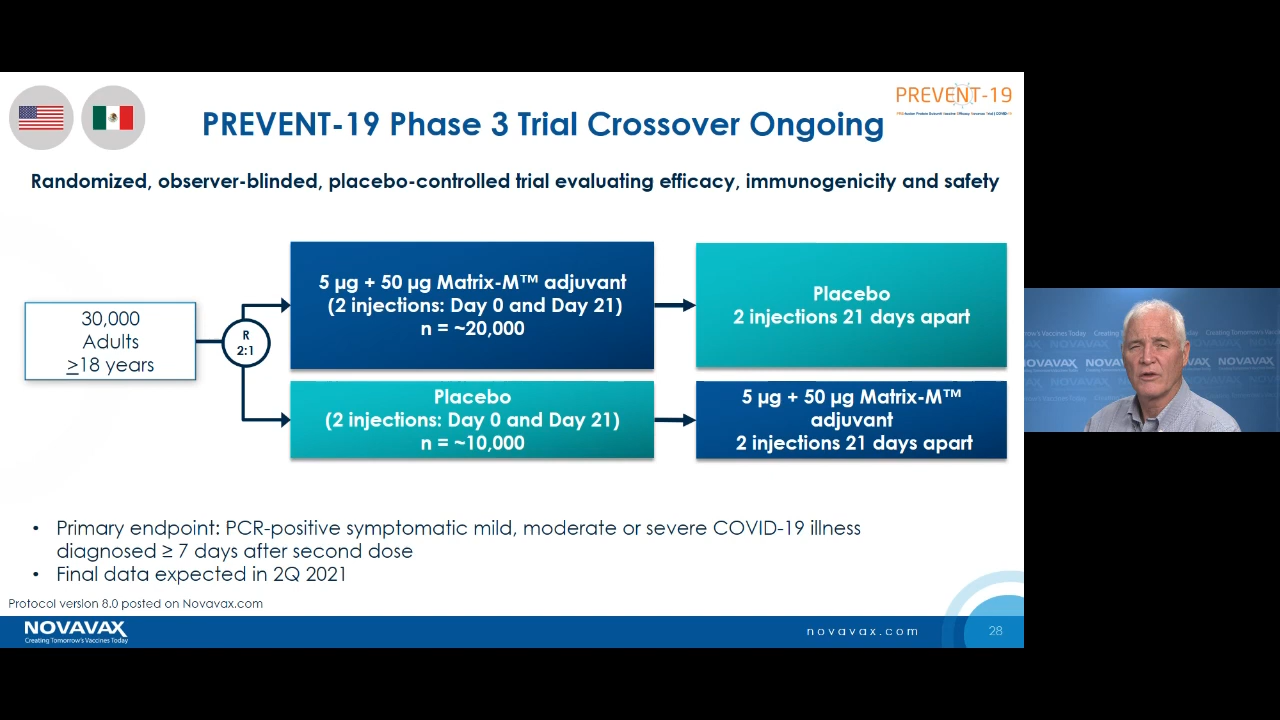 PREVENT-19
PREVENT-19 Phase 3 Trial Crossover Ongoing
Randomized, observer-blinded, placebo-controlled trial evaluating efficacy, immunogenicity and safety
30,000
Adults
≥18 years
R
2:1
5 µg + 50 µg Matrix-M™ adjuvant
(2 injections: Day 0 and Day 21)
n = ~20,000
Placebo
2 injections 21 days apart
Placebo
(2 injections: Day 0 and Day 21)
n = ~10,000
5 µg + 50 µg Matrix-M™
adjuvant
2 injections 21 days apart
• Primary endpoint: PCR-positive symptomatic mild, moderate or severe COVID-19 illness
diagnosed ≥ 7 days after second dose
• Final data expected in 2Q 2021
Protocol version 8.0 posted on Novavax.com
NOVAVAX
Creating Tomorrow's Vaccines Today
novavax.com
28
NOVAVAX
NOVAVAX